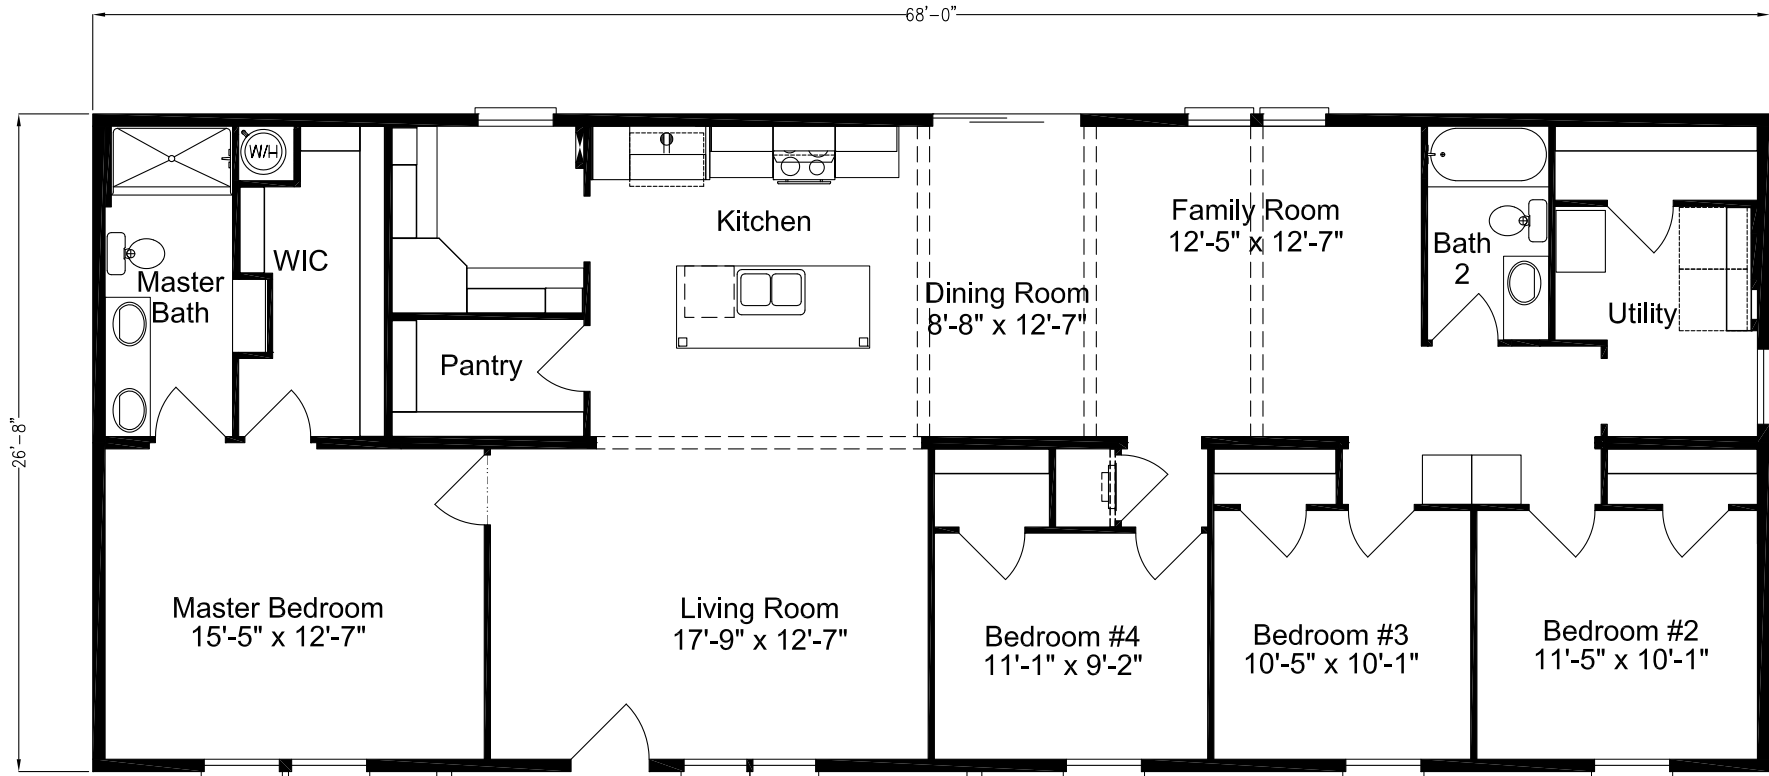 68'-0"
26'-8"
W/H
WIC
Master
Bath
Pantry
Kitchen
Dining Room
8'-8" x 12'-7"
Family Room
12'-5" x 12'-7"
Bath
2
Utility
Master Bedroom
15'-5" x 12'-7"
Living Room
17'-9" x 12'-7"
Bedroom #4
11'-1" x 9'-2"
Bedroom #3
10'-5" x 10'-1"
Bedroom #2
11'-5" x 10'-1"